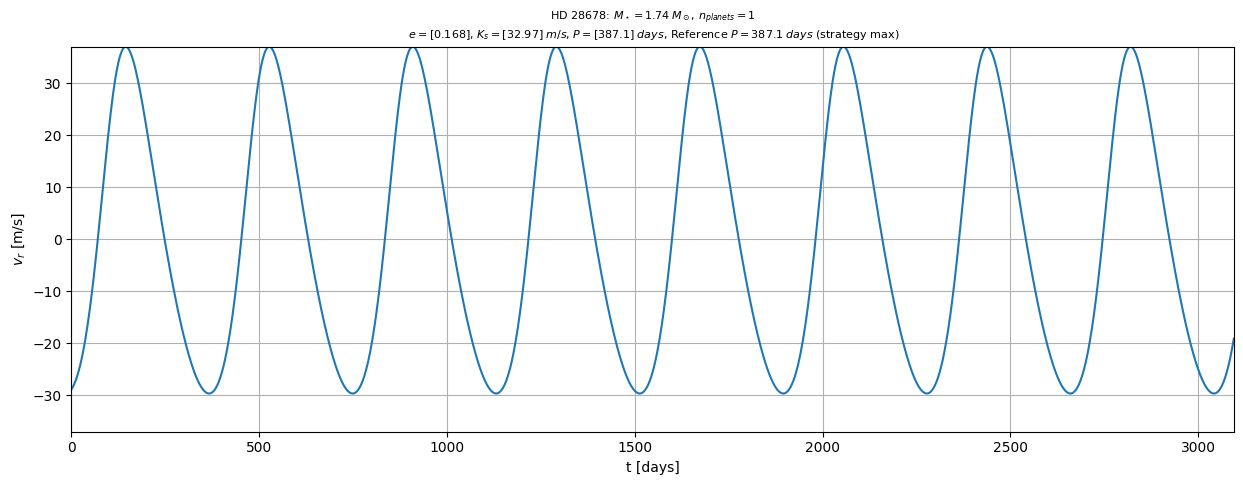 HD 28678: $M_\star = 1.74\ M_\odot$, $n_{planets} = 1$
$e = [0.168]$, $K_s = [32.97]\ m/s$, $P = [387.1]\ days$, Reference $P = 387.1\ days$ (strategy max)
30
20
10
0
−10
−20
−30
$v_r$ [m/s]
0 500 1000 1500 2000 2500 3000
t [days]